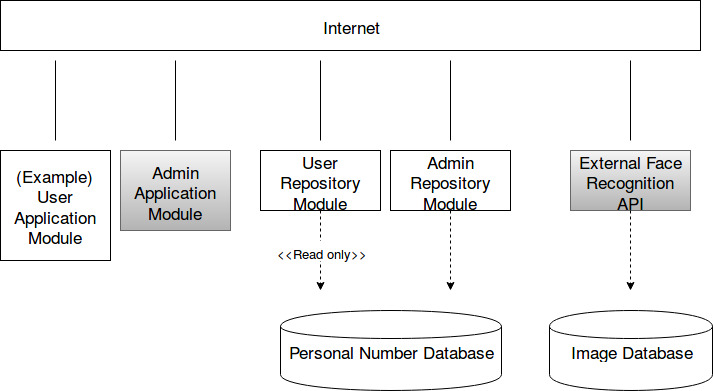 Internet
(Example)
User
Application
Module
Admin
Application
Module
User
Repository
Module
Admin
Repository
Module
External Face
Recognition
API
<<Read only>>
Personal Number Database
Image Database